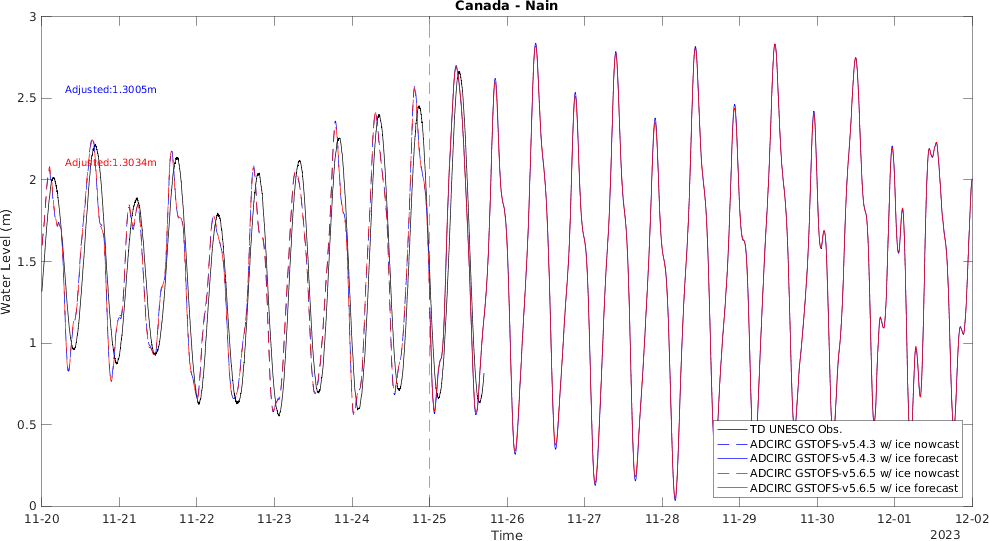 Canada - Nain
Water Level (m)
3
2.5
2
1.5
1
0.5
0
Adjusted:1.3005m
Adjusted:1.3034m
TD UNESCO Obs.
ADCIRC GSTOFS-v5.4.3 w/ ice nowcast
ADCIRC GSTOFS-v5.4.3 w/ ice forecast
ADCIRC GSTOFS-v5.6.5 w/ ice nowcast
ADCIRC GSTOFS-v5.6.5 w/ ice forecast
11-20 11-21 11-22 11-23 11-24 11-25 11-26 11-27 11-28 11-29 11-30 12-01 12-02
Time
2023